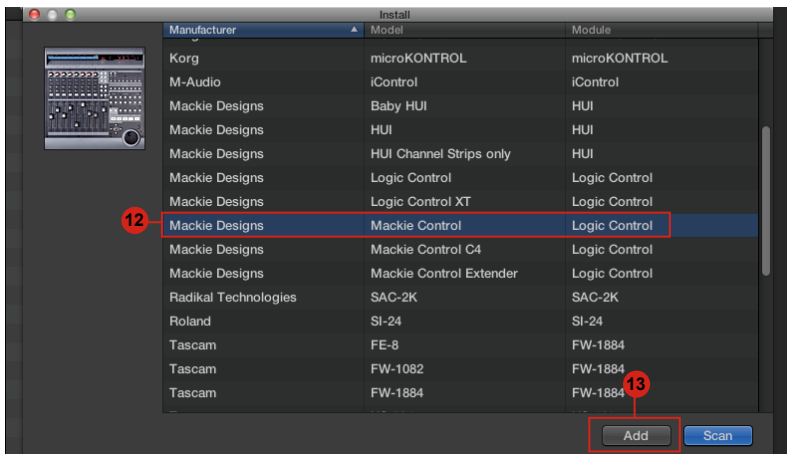 Install
Manufacturer Model Module
Korg microKONTROL microKONTROL
M-Audio iControl iControl
Mackie Designs Baby HUI HUI
Mackie Designs HUI HUI
Mackie Designs HUI Channel Strips only HUI
Mackie Designs Logic Control Logic Control
Mackie Designs Logic Control XT Logic Control
12 Mackie Designs Mackie Control Logic Control
Mackie Designs Mackie Control C4 Logic Control
Mackie Designs Mackie Control Extender Logic Control
Radikal Technologies SAC-2K SAC-2K
Roland SI-24 SI-24
Tascam FE-8 FW-1884
Tascam FW-1082 FW-1884
Tascam FW-1884 FW-1884
13
Add Scan